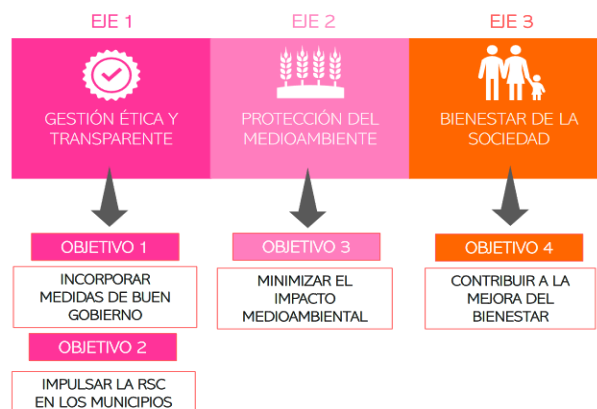 EJE 1
EJE 2
EJE 3
GESTIÓN ÉTICA Y
TRANSPARENTE
PROTECCIÓN DEL
MEDIOAMBIENTE
BIENESTAR DE LA
SOCIEDAD
OBJETIVO 1
INCORPORAR
MEDIDAS DE BUEN
GOBIERNO
OBJETIVO 2
IMPULSAR LA RSC
EN LOS MUNICIPIOS
OBJETIVO 3
MINIMIZAR EL
IMPACTO
MEDIOAMBIENTAL
OBJETIVO 4
CONTRIBUIR A LA
MEJORA DEL
BIENESTAR